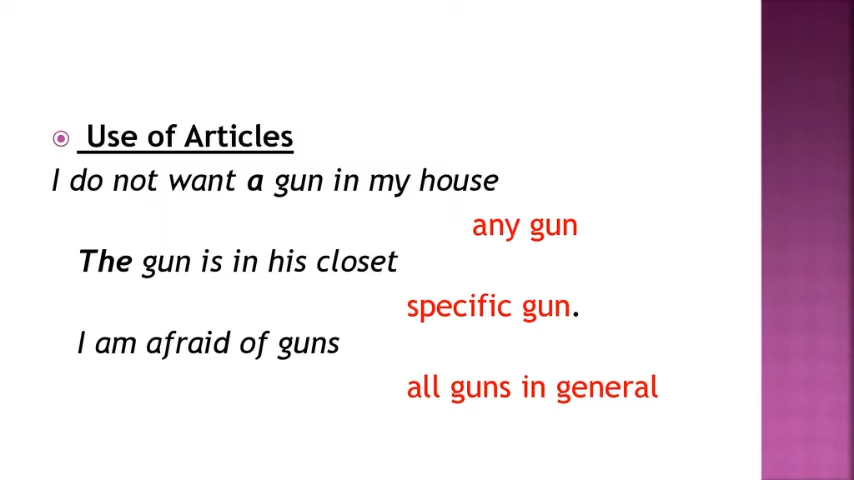 Use of Articles
I do not want a gun in my house
any gun
The gun is in his closet
specific gun.
I am afraid of guns
all guns in general